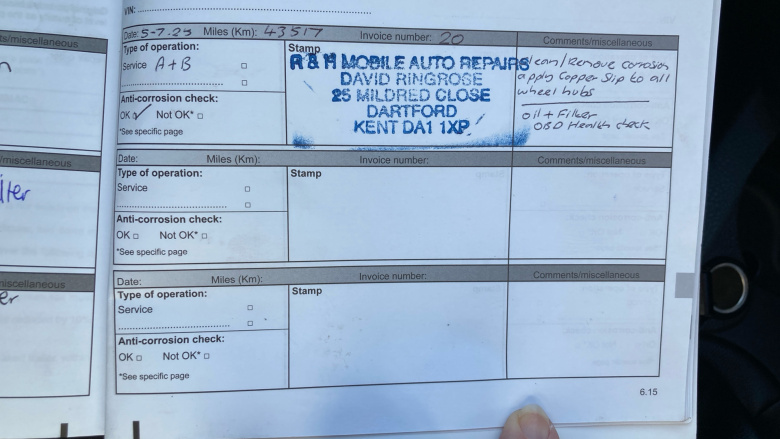 VIN:
s/miscellaneous
Date: 5-7.25 Miles (Km): 43517 Invoice number: 20 Comments/miscellaneous
Type of operation:
Service A+B
Anti-corrosion check:
OK Not OK*
*See specific page
Stamp
R & H MOBILE AUTO REPAIRS
DAVID RINGROSE
25 MILDRED CLOSE
DARTFORD
KENT DA1 1XP
clean/Remove corrosion
apply Copper Slip to all
wheel hubs
oil + Filter
OBD Health check
/miscellaneous
Date: Miles (Km): Invoice number: Comments/miscellaneous
Type of operation:
Service
Anti-corrosion check:
OK Not OK*
*See specific page
Stamp
niscellaneous
Date: Miles (Km): Invoice number: Comments/miscellaneous
Type of operation:
Service
Anti-corrosion check:
OK Not OK*
*See specific page
Stamp
6.15